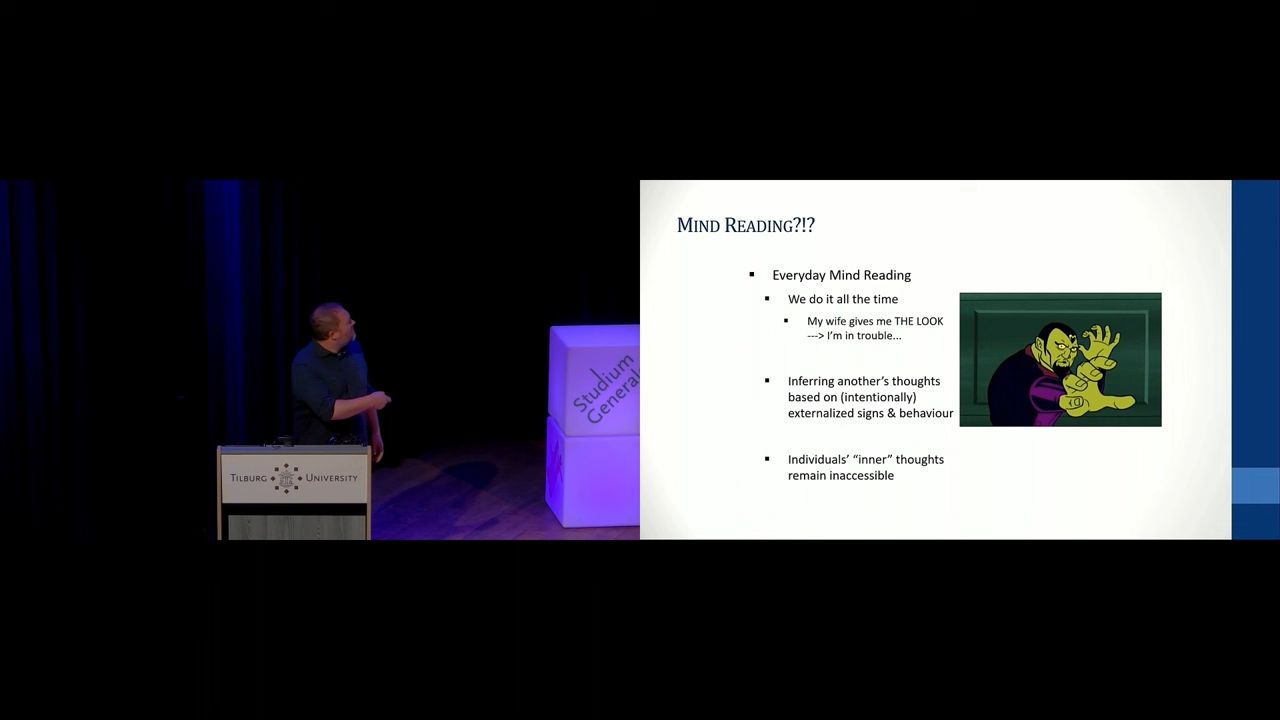 Studium
Generale
TILBURG UNIVERSITY
MIND READING?!?
▪ Everyday Mind Reading
▪ We do it all the time
▪ My wife gives me THE LOOK
---> I'm in trouble...
▪ Inferring another's thoughts
based on (intentionally)
externalized signs & behaviour
▪ Individuals' “inner” thoughts
remain inaccessible